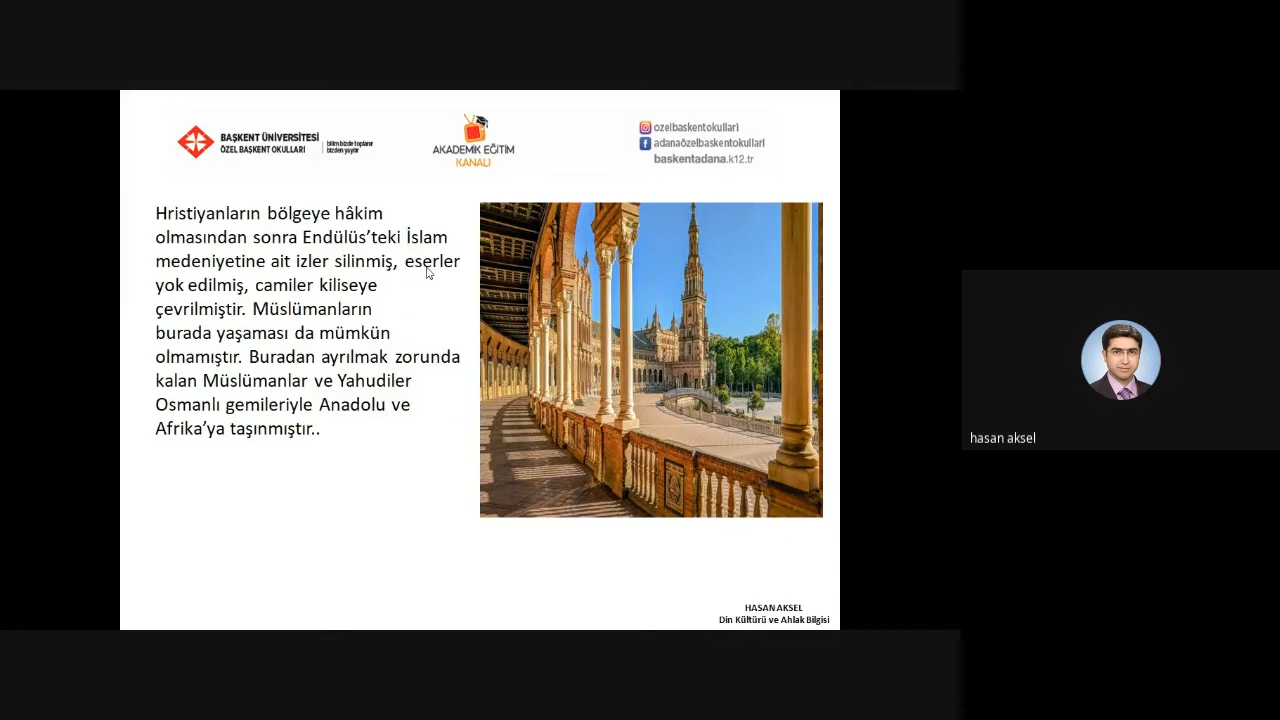 BAŞKENT ÜNİVERSİTESİ
ÖZEL BAŞKENT OKULLARI
bilim bizde toplanır
bizden yayılır
AKADEMİK EĞİTİM
KANALI
ozelbaskentokullari
adanaözelbaskentokullari
baskentadana.k12.tr
Hristiyanların bölgeye hâkim
olmasından sonra Endülüs’teki İslam
medeniyetine ait izler silinmiş, eserler
yok edilmiş, camiler kiliseye
çevrilmiştir. Müslümanların
burada yaşaması da mümkün
olmamıştır. Buradan ayrılmak zorunda
kalan Müslümanlar ve Yahudiler
Osmanlı gemileriyle Anadolu ve
Afrika’ya taşınmıştır..
HASAN AKSEL
Din Kültürü ve Ahlak Bilgisi
hasan aksel